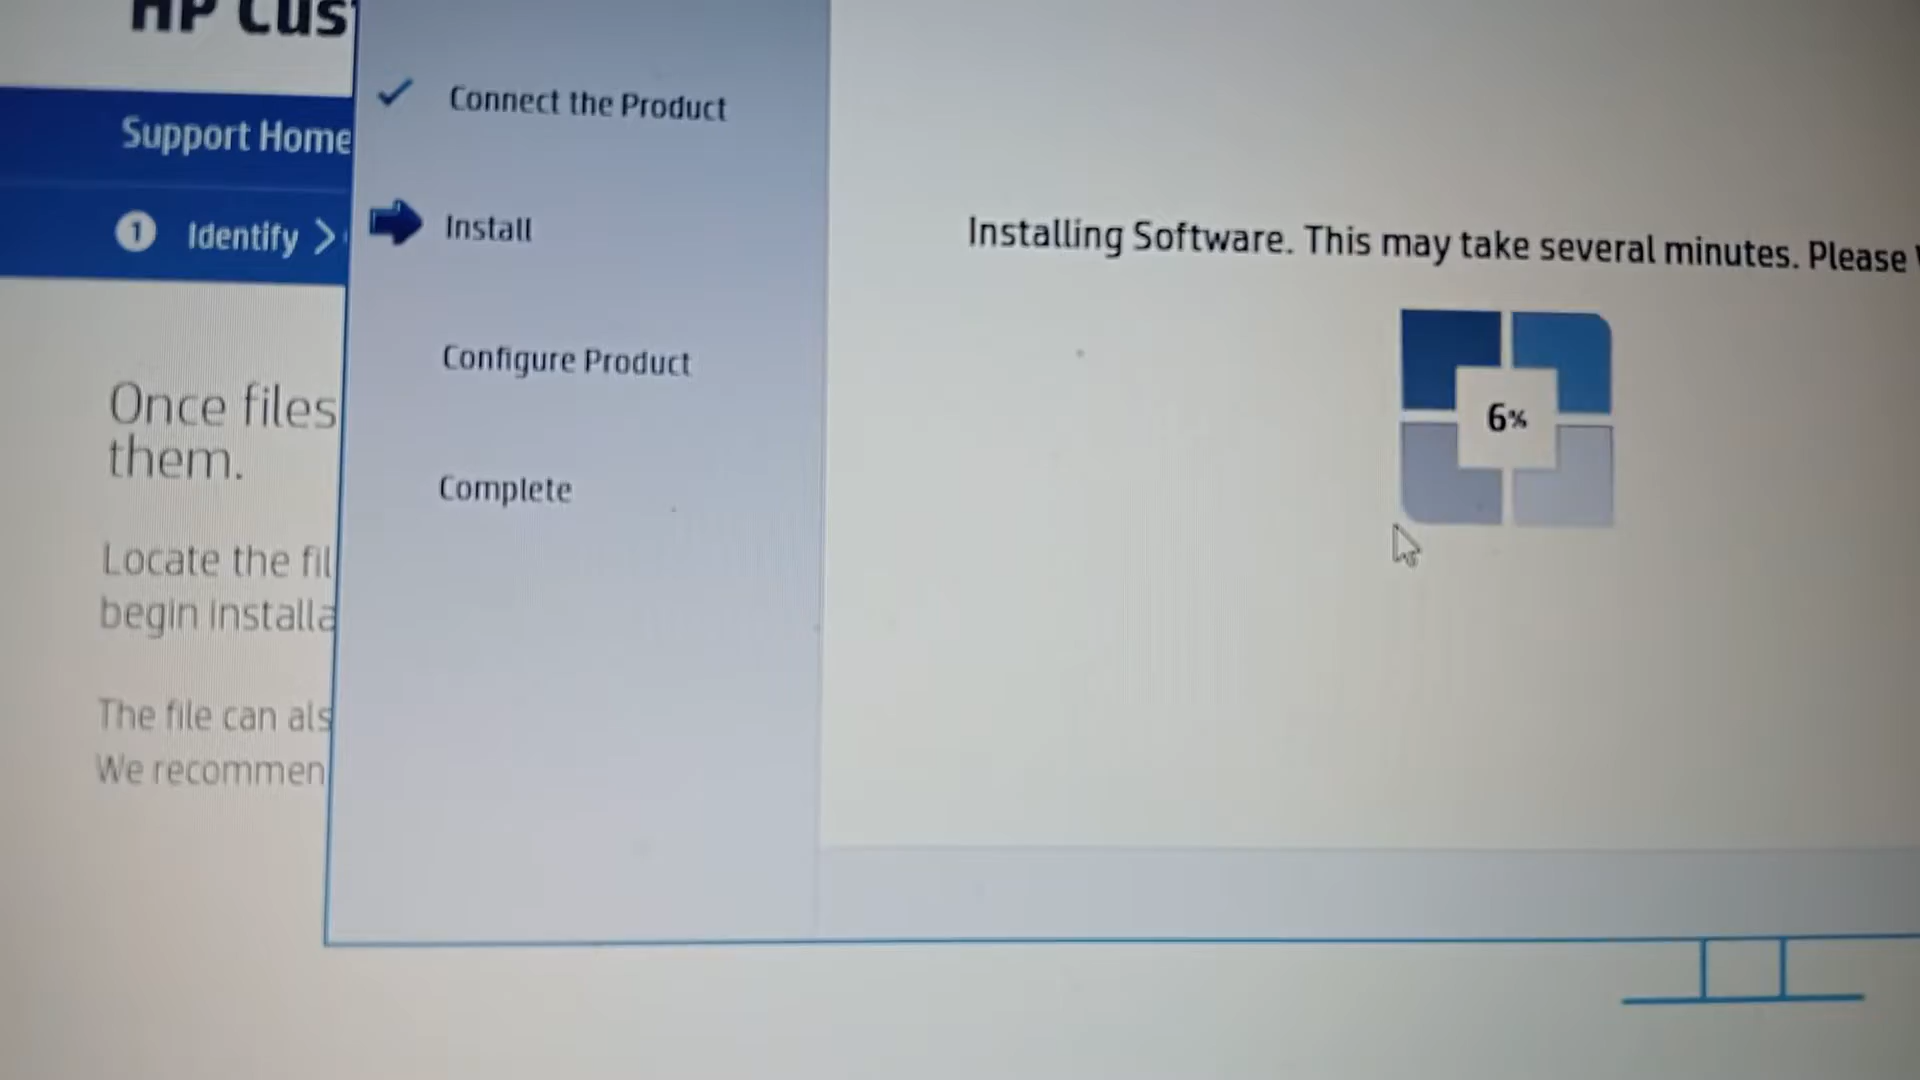 HP Cus
Support Home
1 Identify >
Once files
them.
Locate the fil
begin installa
The file can als
We recommen
Connect the Product
Install
Configure Product
Complete
Installing Software. This may take several minutes. Please
6%